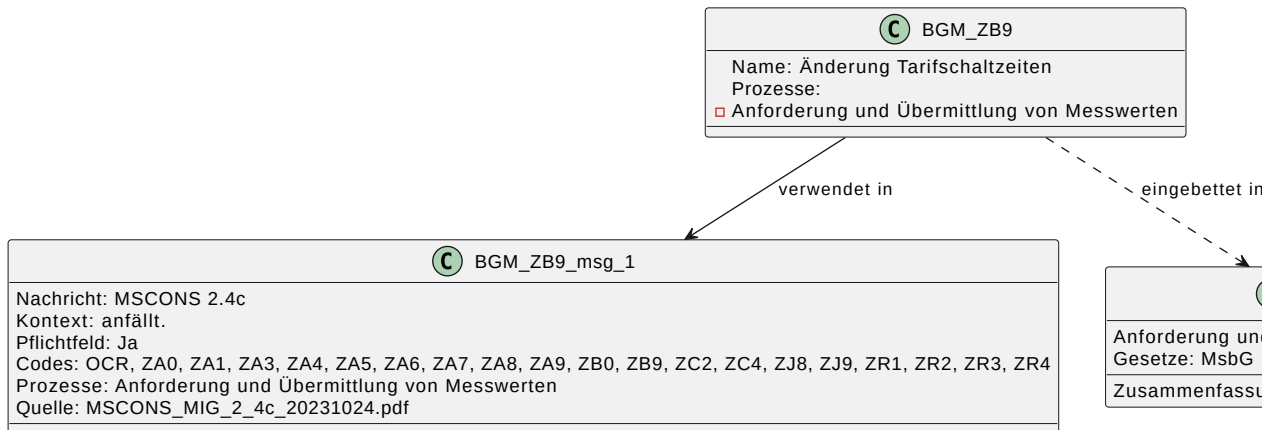 C BGM_ZB9
Name: Änderung Tarifschaltzeiten
Prozesse:
Anforderung und Übermittlung von Messwerten
verwendet in
eingebettet in
C BGM_ZB9_msg_1
Nachricht: MSCONS 2.4c
Kontext: anfällt.
Pflichtfeld: Ja
Codes: OCR, ZA0, ZA1, ZA3, ZA4, ZA5, ZA6, ZA7, ZA8, ZA9, ZB0, ZB9, ZC2, ZC4, ZJ8, ZJ9, ZR1, ZR2, ZR3, ZR4
Prozesse: Anforderung und Übermittlung von Messwerten
Quelle: MSCONS_MIG_2_4c_20231024.pdf
Anforderung und
Gesetze: MsbG
Zusammenfassu